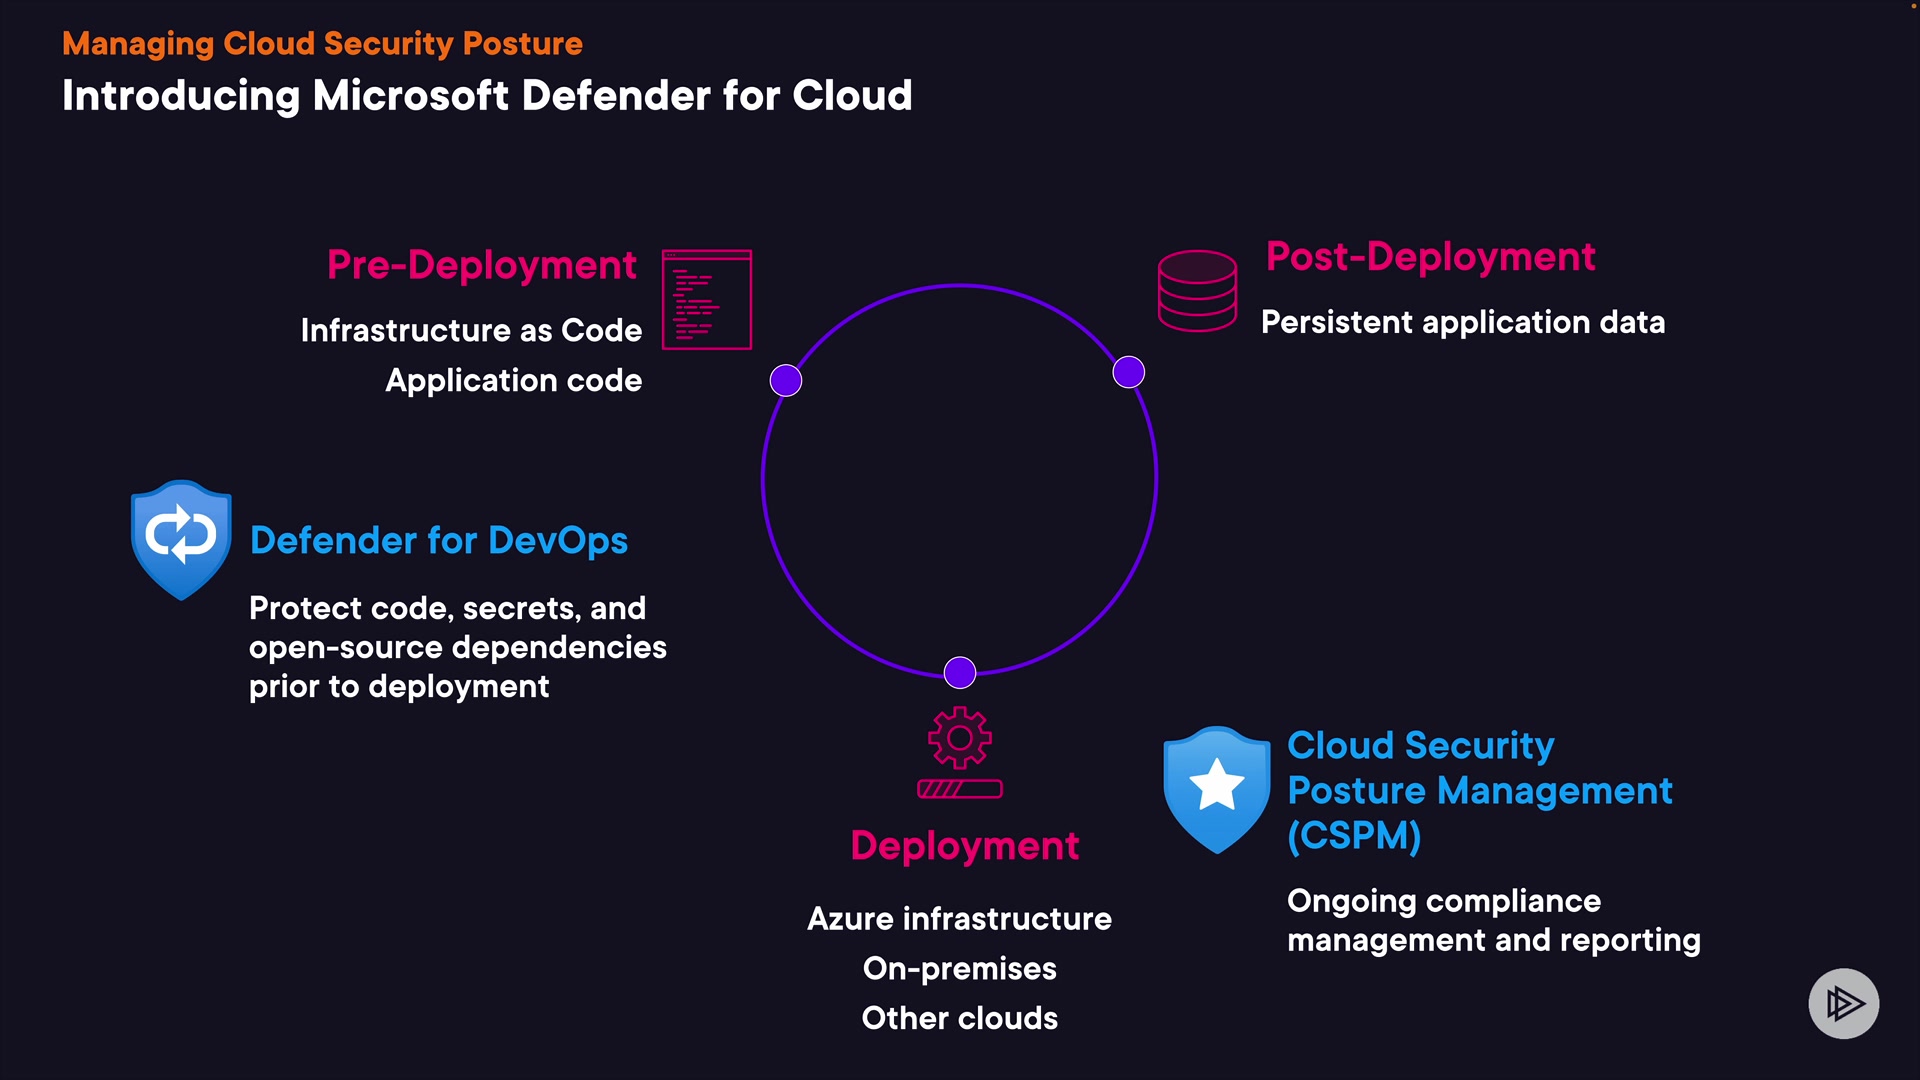 Managing Cloud Security Posture
Introducing Microsoft Defender for Cloud
Pre-Deployment
Infrastructure as Code
Application code
Post-Deployment
Persistent application data
Defender for DevOps
Protect code, secrets, and
open-source dependencies
prior to deployment
Deployment
Azure infrastructure
On-premises
Other clouds
Cloud Security
Posture Management
(CSPM)
Ongoing compliance
management and reporting